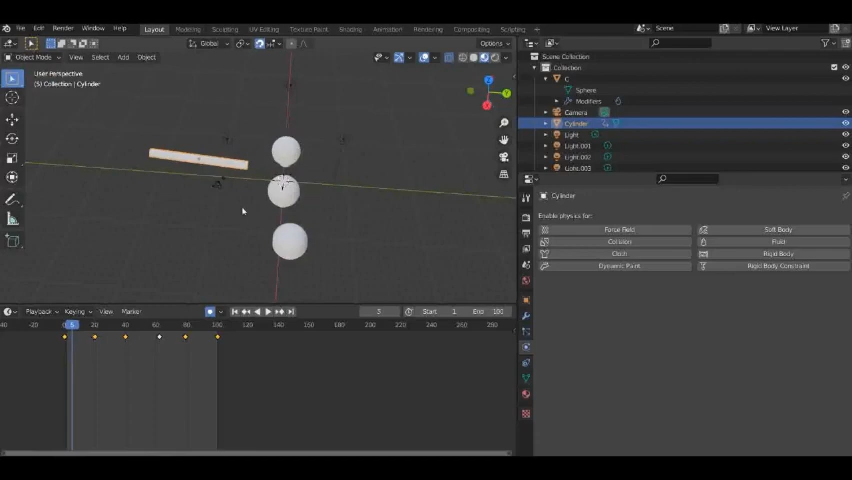 File Edit Render Window Help Layout Modeling Sculpting UV Editing Texture Paint Shading Animation Rendering Compositing Scripting Scene View Layer
Global Options
Object Mode View Select Add Object
User Perspective
(5) Collection | Cylinder
Z
Y
X
Scene Collection
Collection
C
Sphere
Modifiers
Camera
Cylinder
Light
Light.001
Light.002
Light.003
Cylinder
Enable physics for:
Force Field Soft Body
Collision Fluid
Cloth Rigid Body
Dynamic Paint Rigid Body Constraint
Playback Keying View Marker Start 1 End 100
-20 0 20 40 60 80 100 120 140 160 180 200 220 240 260 280